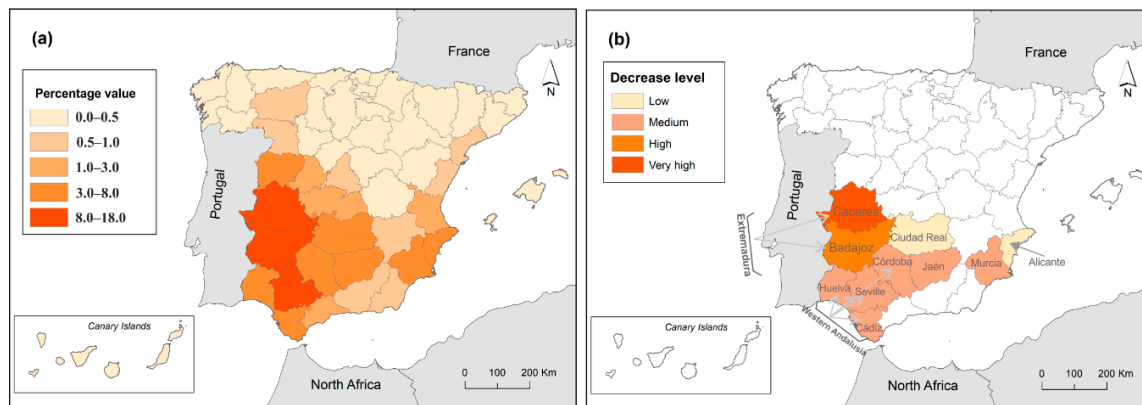 (a)
France
N
Percentage value
0.0–0.5
0.5–1.0
1.0–3.0
3.0–8.0
8.0–18.0
Portugal
Canary Islands
North Africa
0 100 200 Km
(b)
France
N
Decrease level
Low
Medium
High
Very high
Portugal
Extremadura
Cáceres
Badajoz
Ciudad Real
Córdoba
Jaén
Murcia
Alicante
Huelva
Seville
Western Andalusia
Cádiz
Canary Islands
North Africa
0 100 200 Km